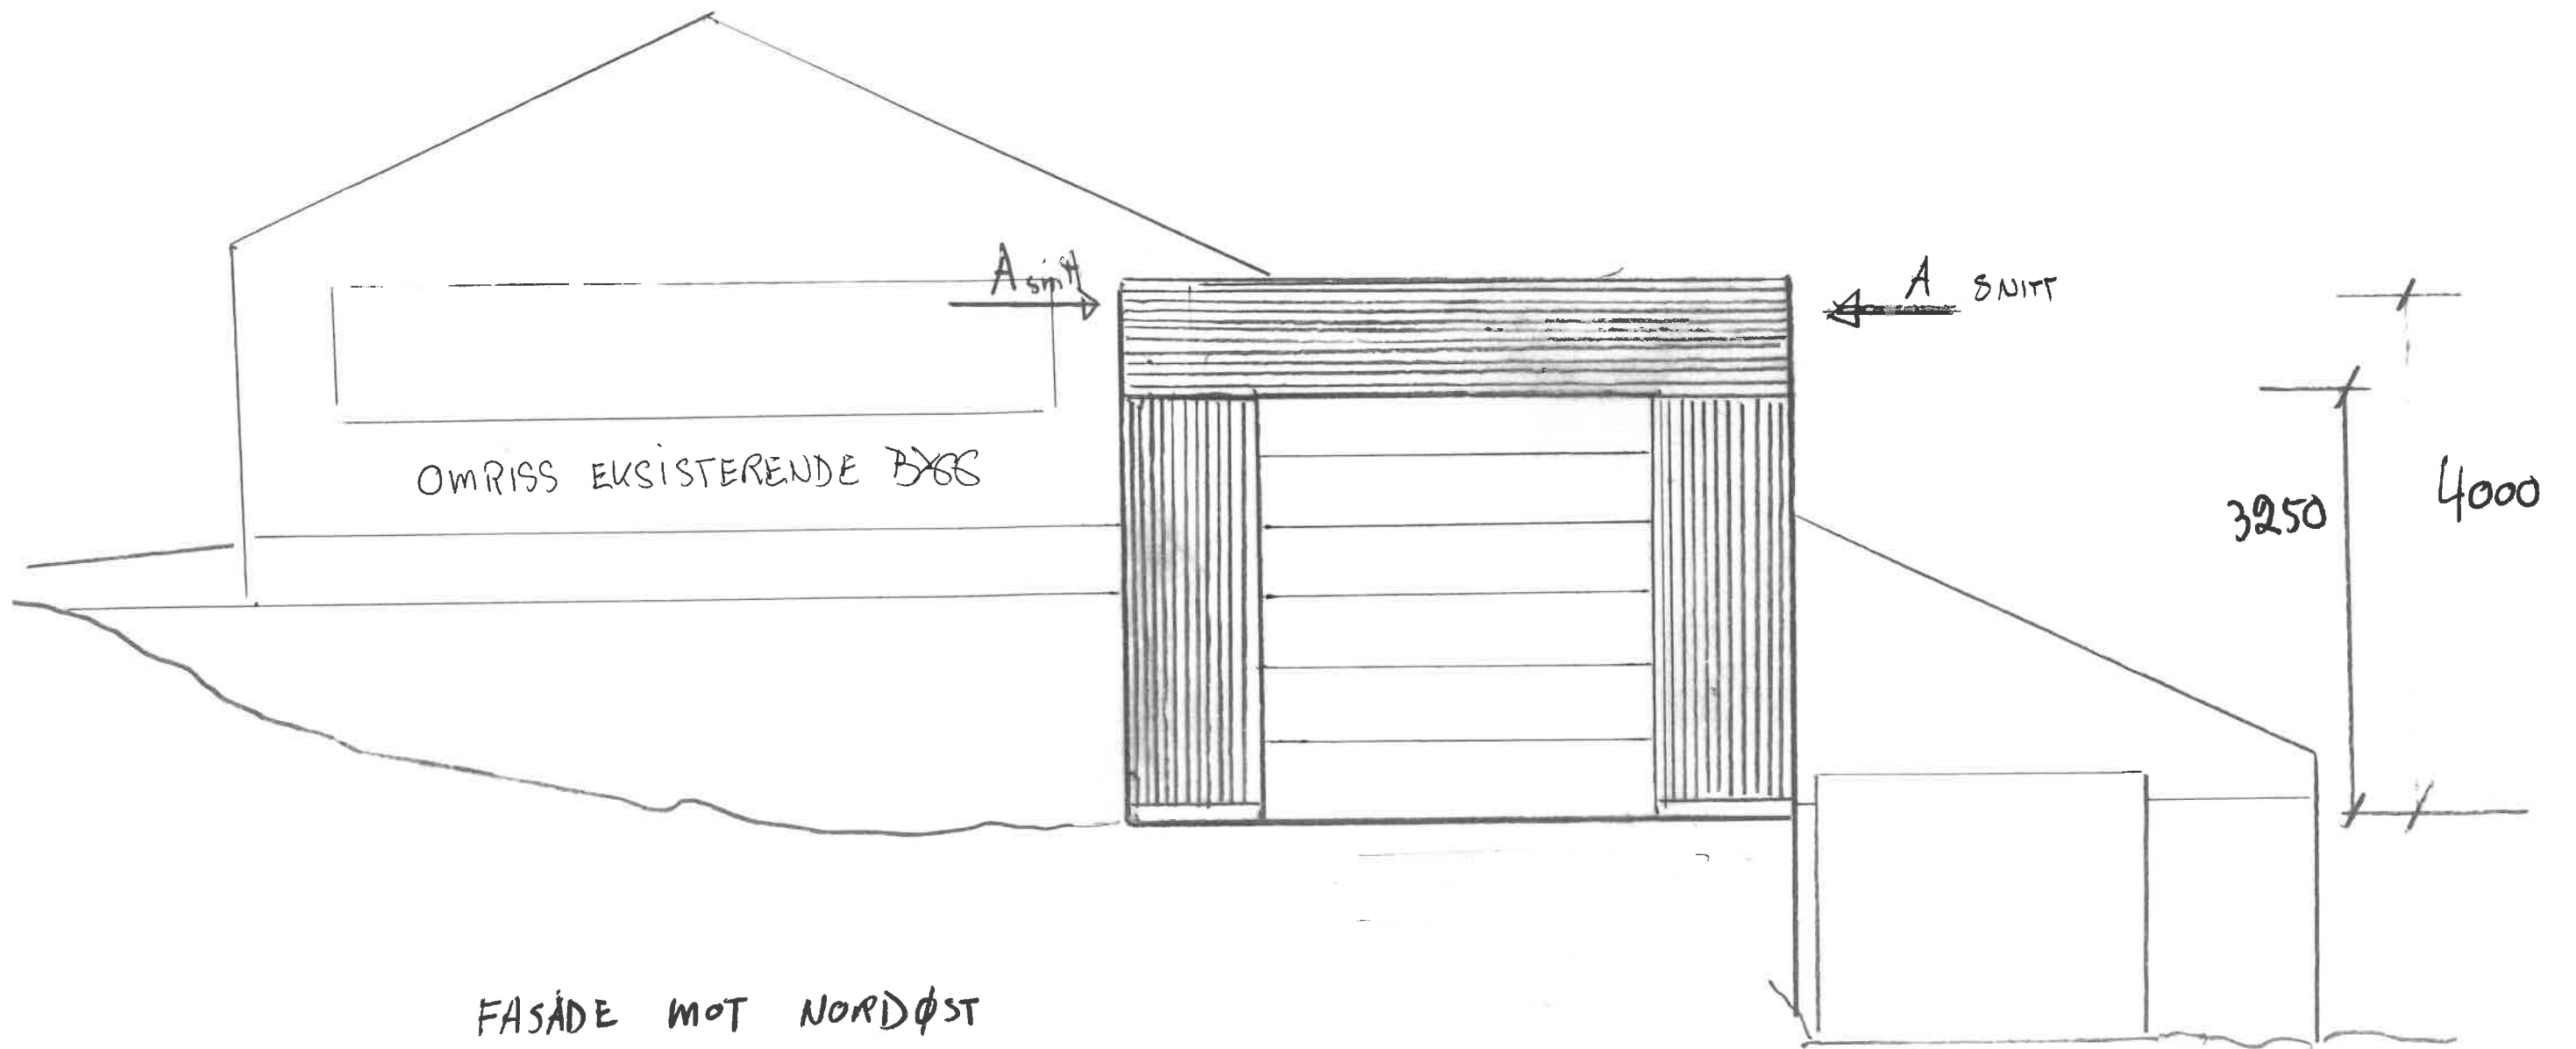 A snitt
A SNITT
OMRISS EKSISTERENDE BYGG
3250
4000
FASADE MOT NORDØST